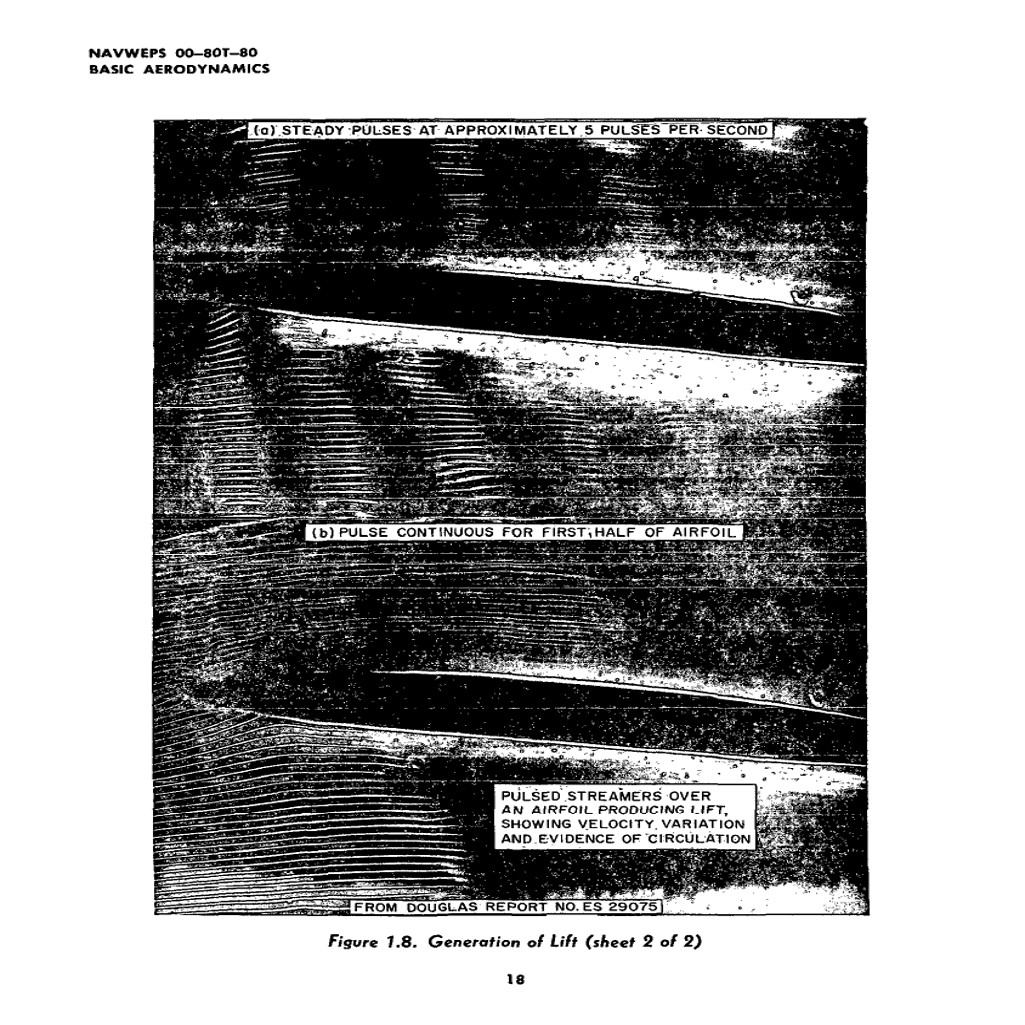 NAVWEPS 00–80T–80
BASIC AERODYNAMICS
(a) STEADY PULSES AT APPROXIMATELY 5 PULSES PER SECOND
(b) PULSE CONTINUOUS FOR FIRST HALF OF AIRFOIL
PULSED STREAMERS OVER
AN AIRFOIL PRODUCING LIFT,
SHOWING VELOCITY VARIATION
AND EVIDENCE OF CIRCULATION
FROM DOUGLAS REPORT NO. ES 29075
Figure 1.8. Generation of Lift (sheet 2 of 2)
18